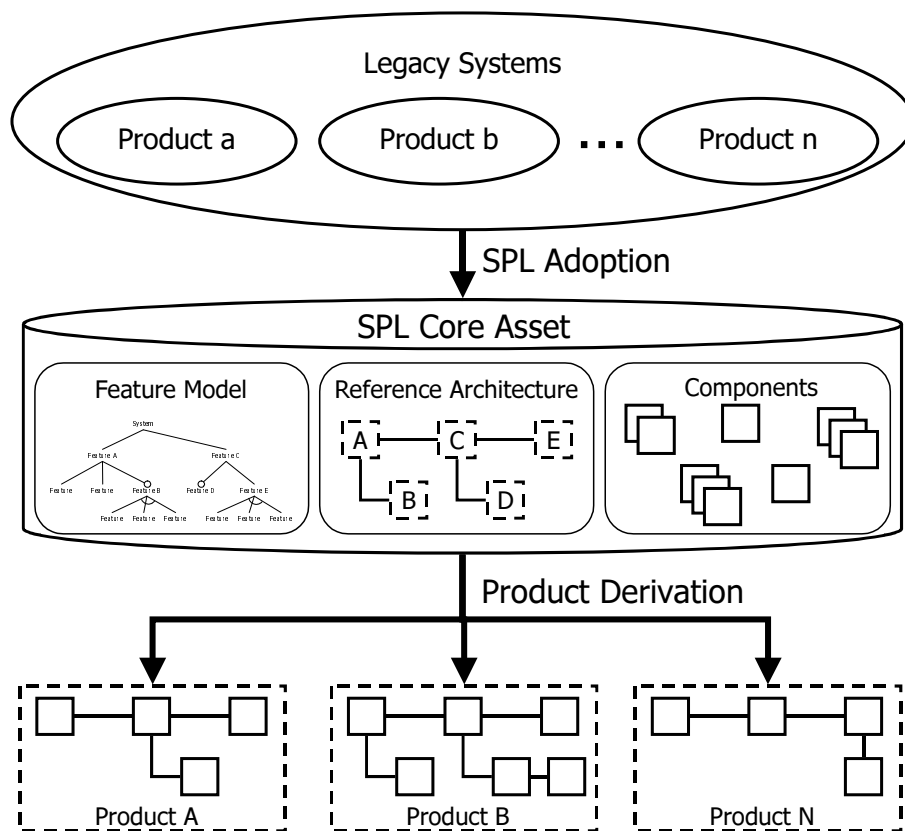 Legacy Systems
Product a
Product b
...
Product n
SPL Adoption
SPL Core Asset
Feature Model
System
Feature A
Feature C
Feature
Feature
Feature B
Feature D
Feature E
Feature
Feature
Feature
Feature
Feature
Feature
Reference Architecture
A
C
E
B
D
Components
Product Derivation
Product A
Product B
Product N